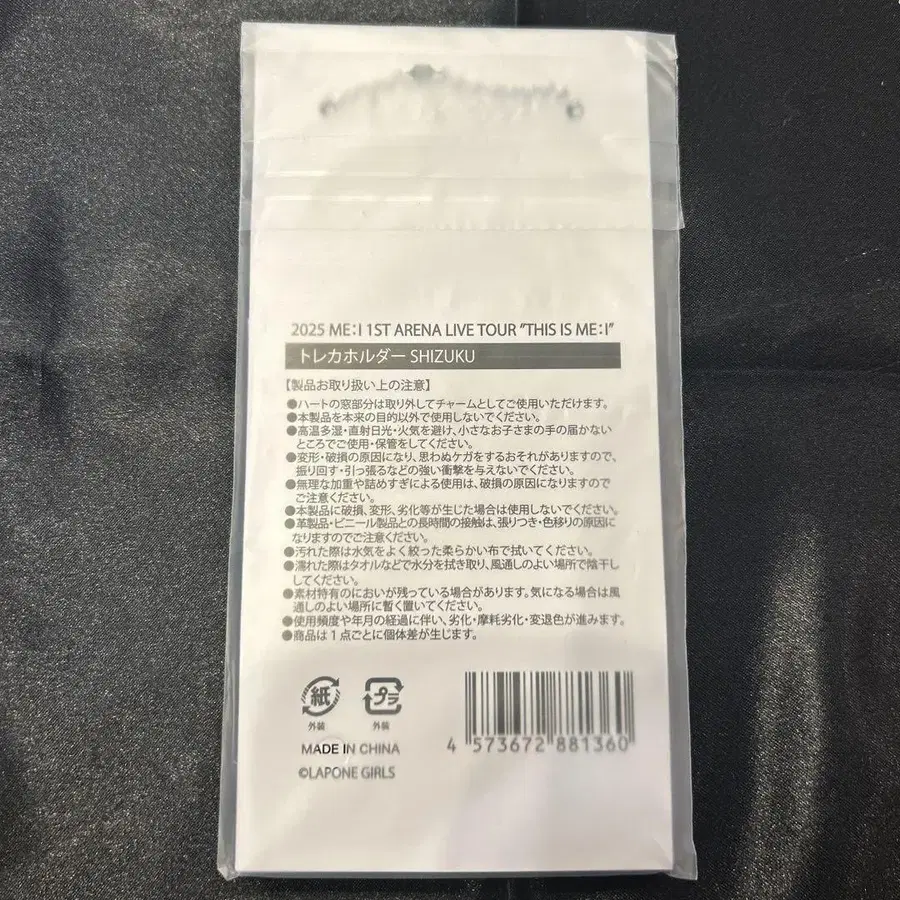 2025 ME:I 1ST ARENA LIVE TOUR "THIS IS ME:I"
トレカホルダー SHIZUKU
【製品お取り扱い上の注意】
●ハートの窓部分は取り外してチャームとしてご使用いただけます。
●本製品を本来の目的以外で使用しないでください。
●高温多湿・直射日光・火気を避け、小さなお子さまの手の届かない
ところでご使用・保管をしてください。
●変形・破損の原因になり、思わぬケガをするおそれがありますので、
振り回す・引っ張るなどの強い衝撃を与えないでください。
●無理な加重や詰めすぎによる使用は、破損の原因になりますので
ご注意ください。
●本製品に破損、変形、劣化等が生じた場合は使用しないでください。
●革製品・ビニール製品との長時間の接触は、張りつき・色移りの原因に
なりますのでご注意ください。
●汚れた際は水気をよく絞った柔らかい布で拭いてください。
●濡れた際はタオルなどで水分を拭き取り、風通しのよい場所で陰干し
してください。
●素材特有のにおいが残っている場合があります。気になる場合は風
通しのよい場所に暫く置いてください。
●使用頻度や年月の経過に伴い、劣化・摩耗劣化・変退色が進みます。
●商品は1点ごとに個体差が生じます。
紙 プラ
外装 外装
MADE IN CHINA
©LAPONE GIRLS
4 573672 881360